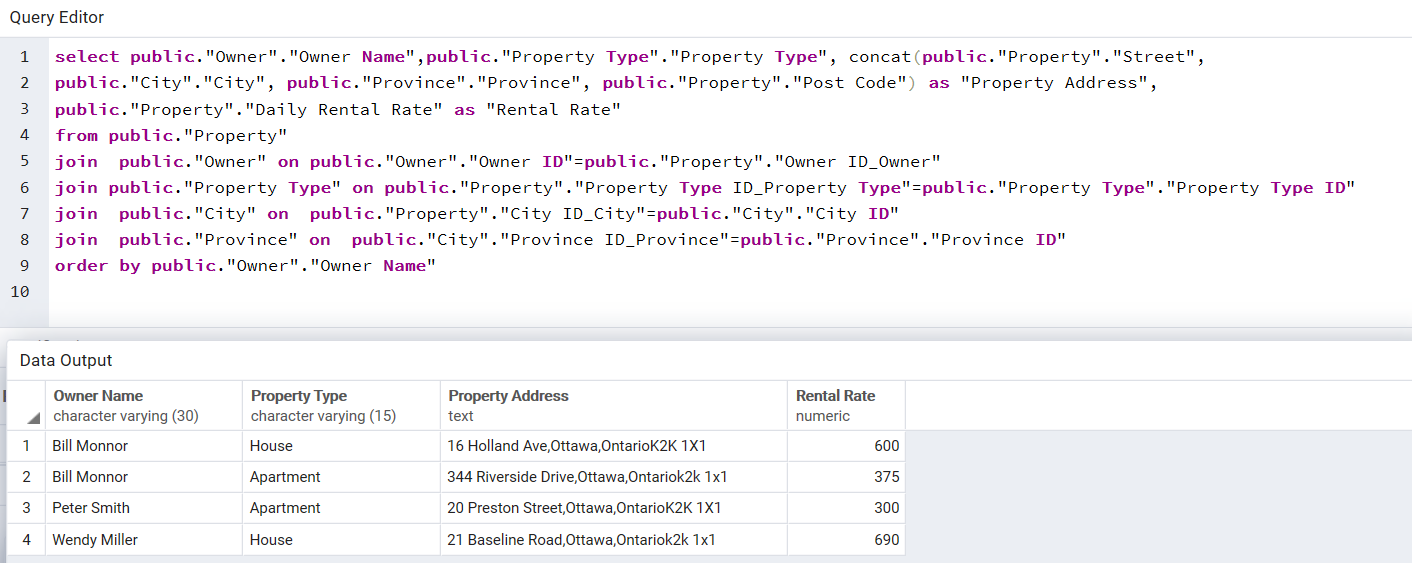 Query Editor
1 select public."Owner"."Owner Name",public."Property Type"."Property Type", concat(public."Property"."Street",
2 public."City"."City", public."Province"."Province", public."Property"."Post Code") as "Property Address",
3 public."Property"."Daily Rental Rate" as "Rental Rate"
4 from public."Property"
5 join  public."Owner" on public."Owner"."Owner ID"=public."Property"."Owner ID_Owner"
6 join public."Property Type" on public."Property"."Property Type ID_Property Type"=public."Property Type"."Property Type ID"
7 join  public."City" on  public."Property"."City ID_City"=public."City"."City ID"
8 join  public."Province" on  public."City"."Province ID_Province"=public."Province"."Province ID"
9 order by public."Owner"."Owner Name"
10
Data Output
Owner Name Property Type Property Address Rental Rate
character varying (30) character varying (15) text numeric
1 Bill Monnor House 16 Holland Ave,Ottawa,OntarioK2K 1X1 600
2 Bill Monnor Apartment 344 Riverside Drive,Ottawa,Ontariok2k 1x1 375
3 Peter Smith Apartment 20 Preston Street,Ottawa,OntarioK2K 1X1 300
4 Wendy Miller House 21 Baseline Road,Ottawa,Ontariok2k 1x1 690